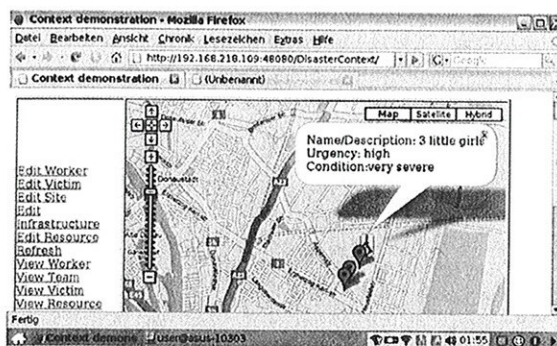 Context demonstration - Mozilla Firefox
Datei Bearbeiten Ansicht Chronik Lesezeichen Extras Hilfe
http://192.168.218.109:48080/DisasterContext/
Context demonstration (Unbenannt)
Map Satellite Hybrid
Name/Description: 3 little girls
Urgency: high
Condition:very severe
Edit Worker
Edit Victim
Edit Site
Edit
Infrastructure
Edit Resource
Refresh
View Worker
View Team
View Victim
View Resource
Donaustadt
Fertig
Context demons user@asus-10303 01:55